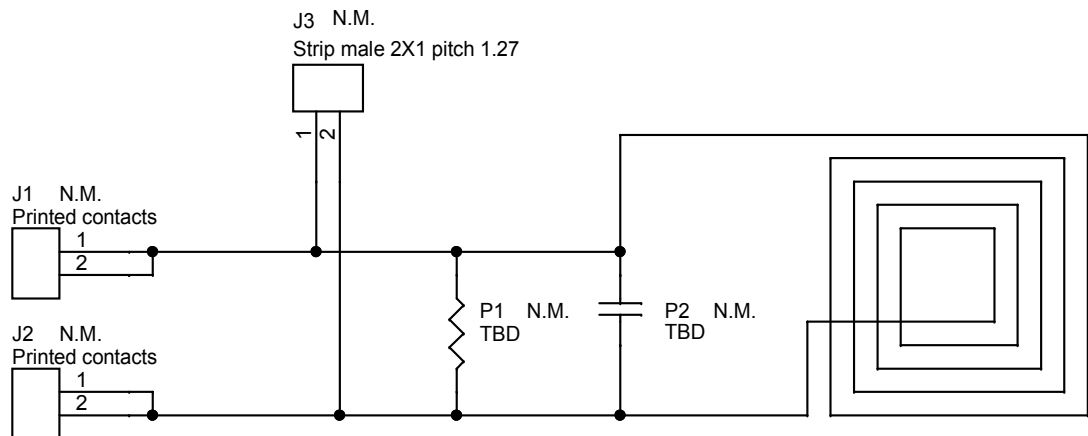 J3 N.M.
Strip male 2X1 pitch 1.27
1
2
J1 N.M.
Printed contacts
1
2
P1 N.M.
TBD
P2 N.M.
TBD
J2 N.M.
Printed contacts
1
2